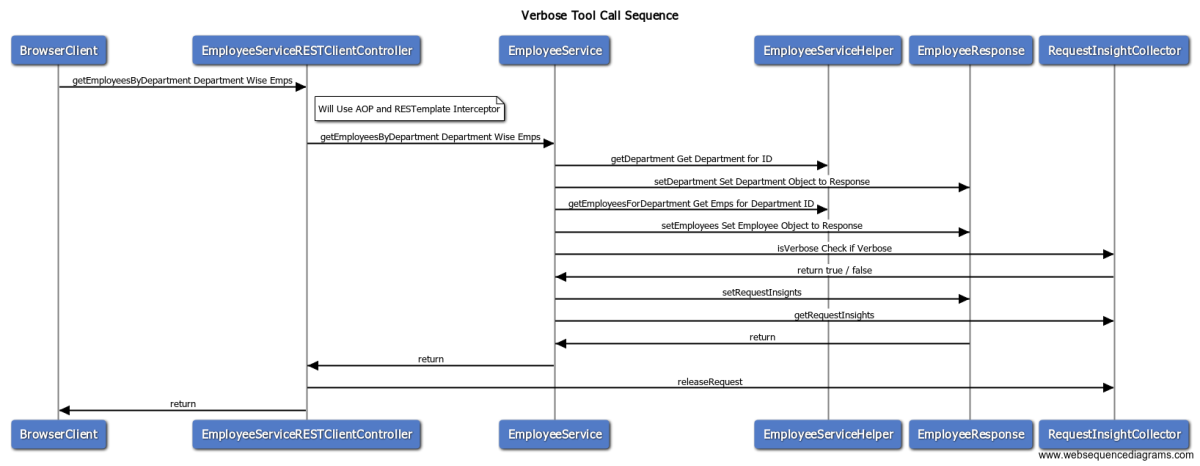 Verbose Tool Call Sequence
BrowserClient EmployeeServiceRESTClientController EmployeeService EmployeeServiceHelper EmployeeResponse RequestInsightCollector
getEmployeesByDepartment Department Wise Emps
Will Use AOP and RESTemplate Interceptor
getEmployeesByDepartment Department Wise Emps
getDepartment Get Department for ID
setDepartment Set Department Object to Response
getEmployeesForDepartment Get Emps for Department ID
setEmployees Set Employee Object to Response
isVerbose Check if Verbose
return true / false
setRequestInsignts
getRequestInsights
return
return
releaseRequest
return
BrowserClient EmployeeServiceRESTClientController EmployeeService EmployeeServiceHelper EmployeeResponse RequestInsightCollector
www.websequencediagrams.com